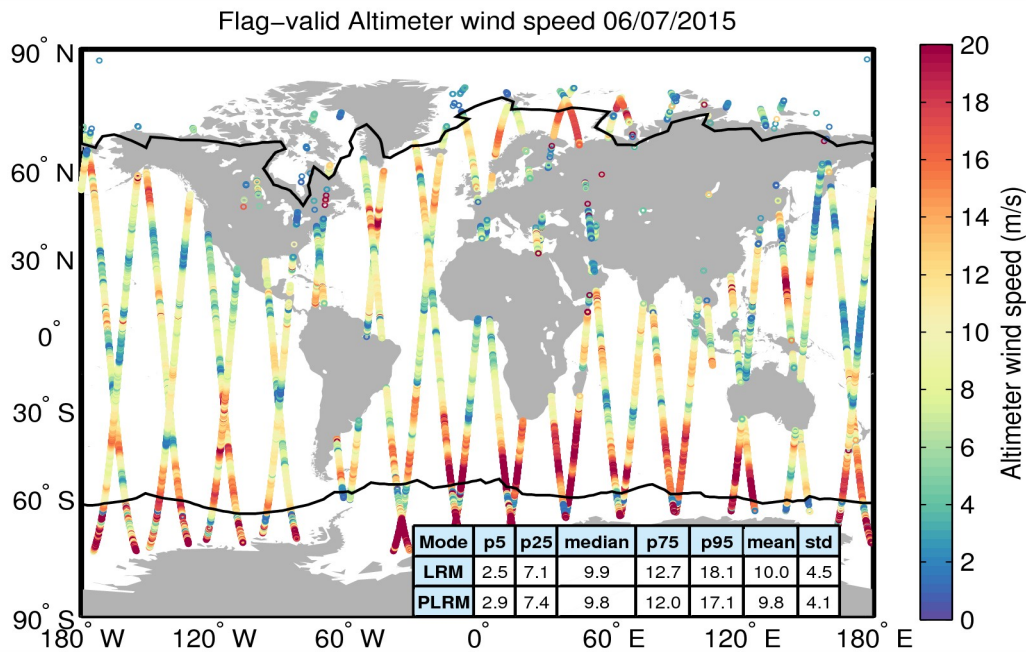 Flag−valid Altimeter wind speed 06/07/2015
90° N
60° N
30° N
0°
30° S
60° S
90° S
180° W
120° W
60° W
0°
60° E
120° E
180° E
20
18
16
14
12
10
8
6
4
2
0
Altimeter wind speed (m/s)
Mode p5 p25 median p75 p95 mean std
LRM 2.5 7.1 9.9 12.7 18.1 10.0 4.5
PLRM 2.9 7.4 9.8 12.0 17.1 9.8 4.1